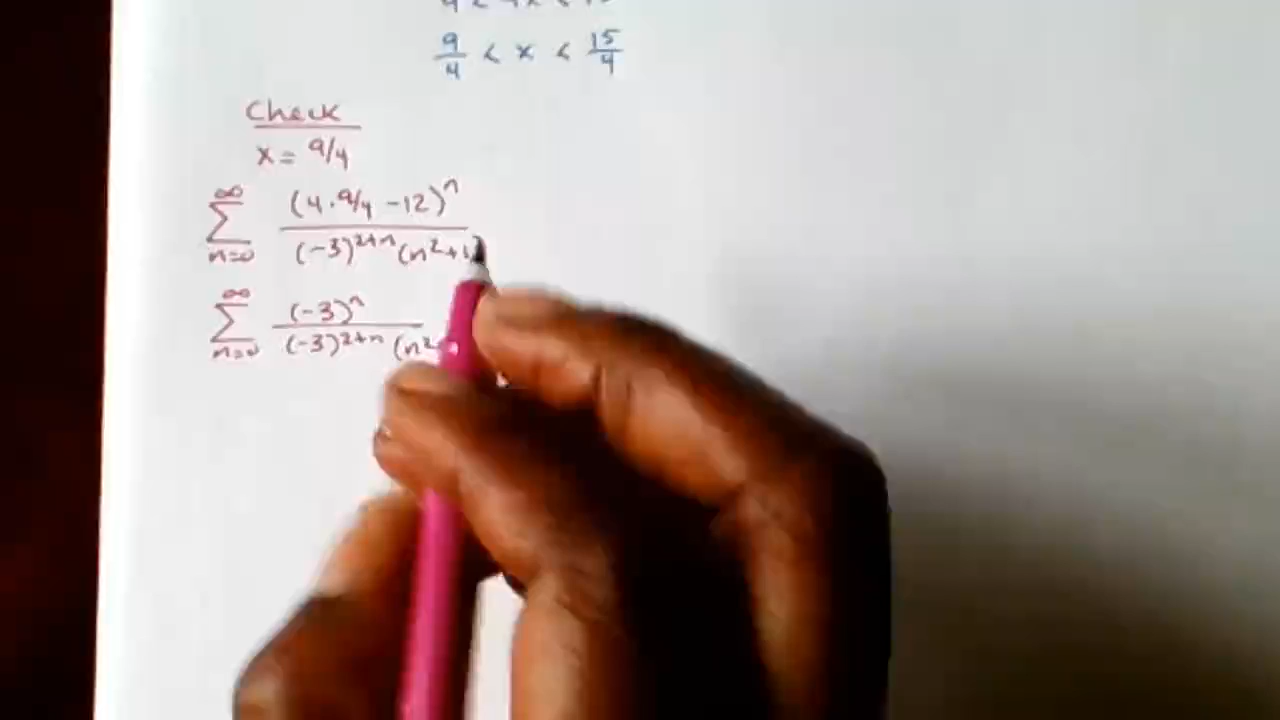 9/4 < x < 15/4
Check
x = 9/4
∞
Σ (4 · 9/4 - 12)^n / (-3)^{2+n} (n² + 1)
n=0
∞
Σ (-3)^n / (-3)^{2+n} (n²
n=0